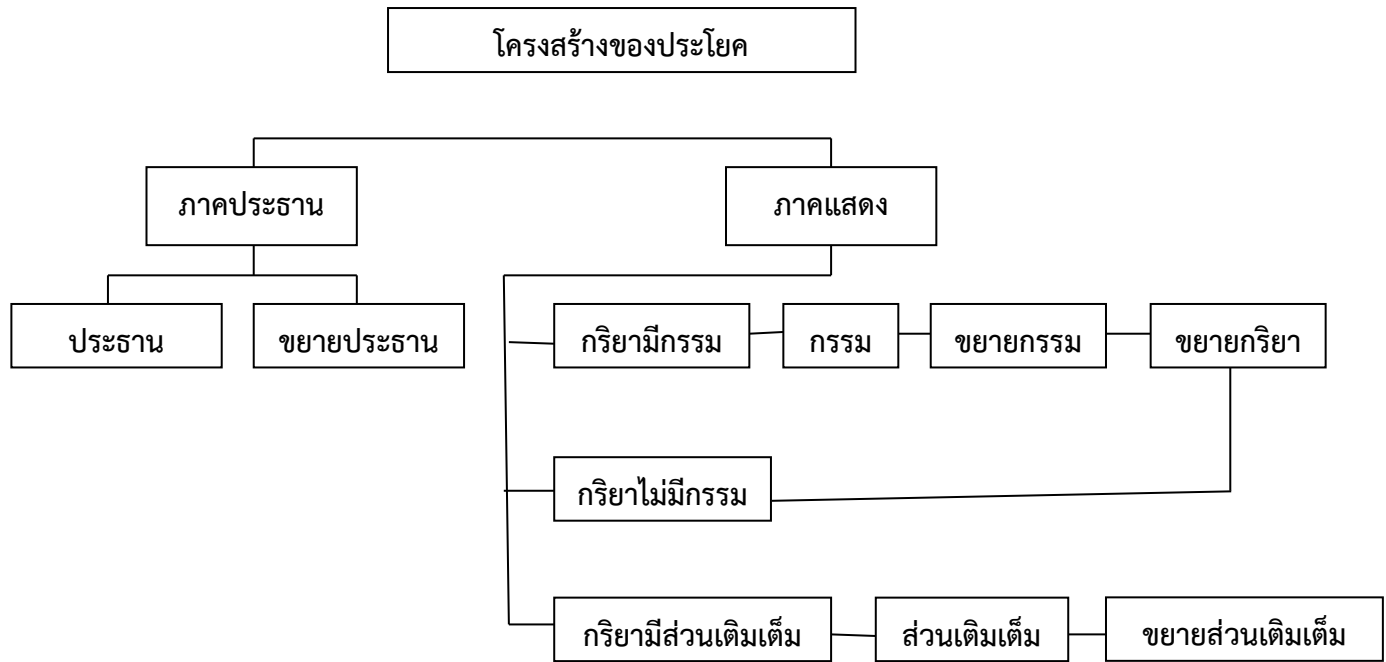 โครงสร้างของประโยค
ภาคประธาน
ภาคแสดง
ประธาน
ขยายประธาน
กริยามีกรรม
กรรม
ขยายกรรม
ขยายกริยา
กริยาไม่มีกรรม
กริยามีส่วนเติมเต็ม
ส่วนเติมเต็ม
ขยายส่วนเติมเต็ม